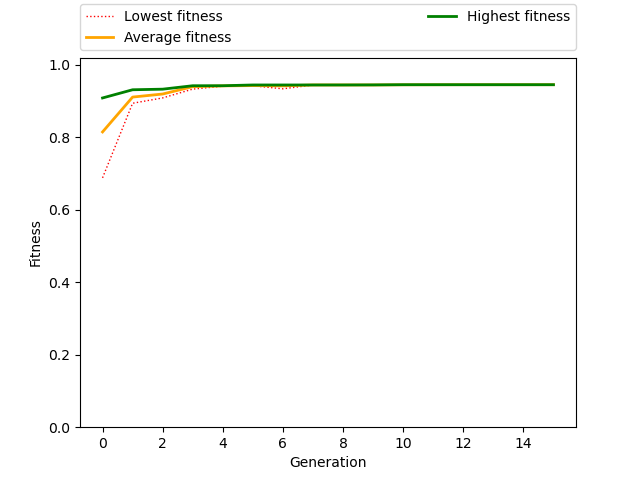 Lowest fitness
Average fitness
Highest fitness
1.0
0.8
0.6
0.4
0.2
0.0
Fitness
0 2 4 6 8 10 12 14
Generation